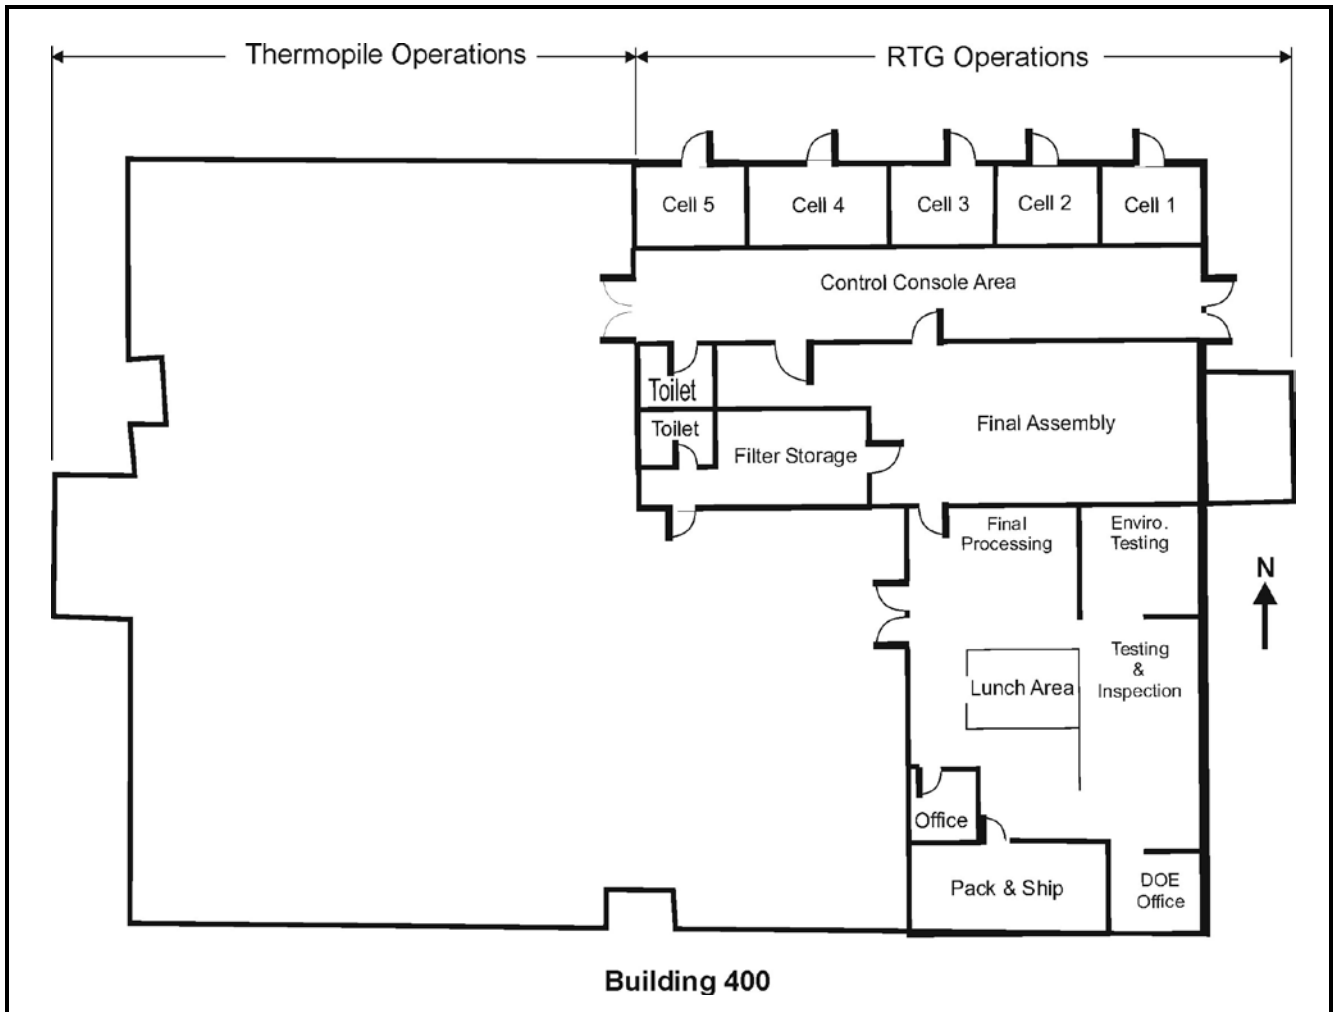 Thermopile Operations
RTG Operations
Cell 5
Cell 4
Cell 3
Cell 2
Cell 1
Control Console Area
Toilet
Toilet
Filter Storage
Final Assembly
Final
Processing
Enviro.
Testing
N
Testing
&
Inspection
Lunch Area
Office
Pack & Ship
DOE
Office
Building 400